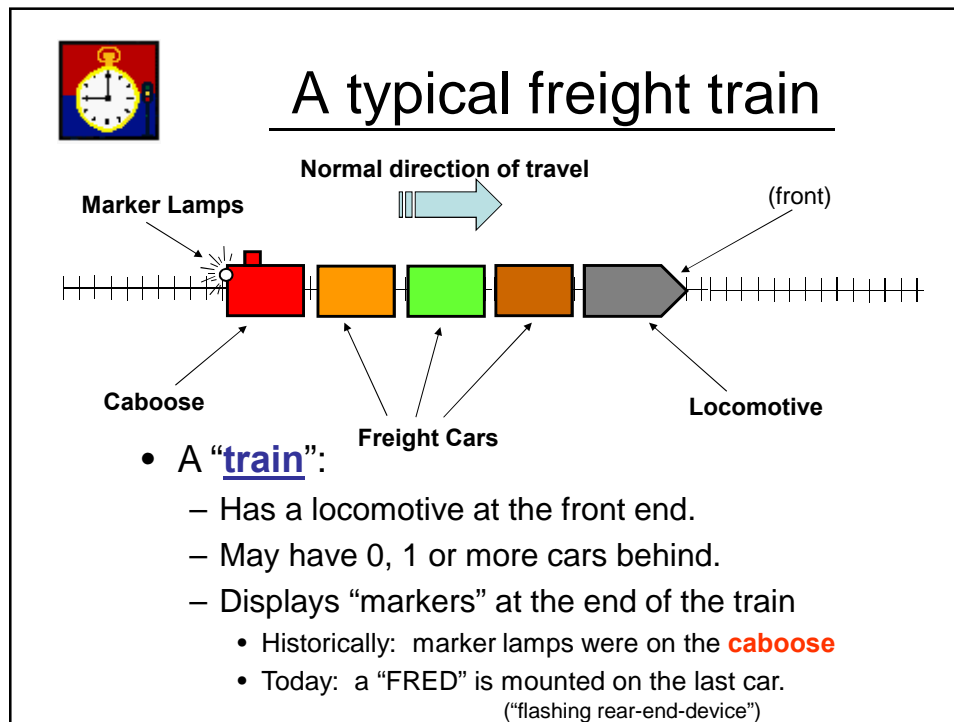 A typical freight train
Normal direction of travel
Marker Lamps
(front)
Caboose
Freight Cars
Locomotive
• A “train”:
– Has a locomotive at the front end.
– May have 0, 1 or more cars behind.
– Displays “markers” at the end of the train
• Historically: marker lamps were on the caboose
• Today: a “FRED” is mounted on the last car.
(“flashing rear-end-device”)